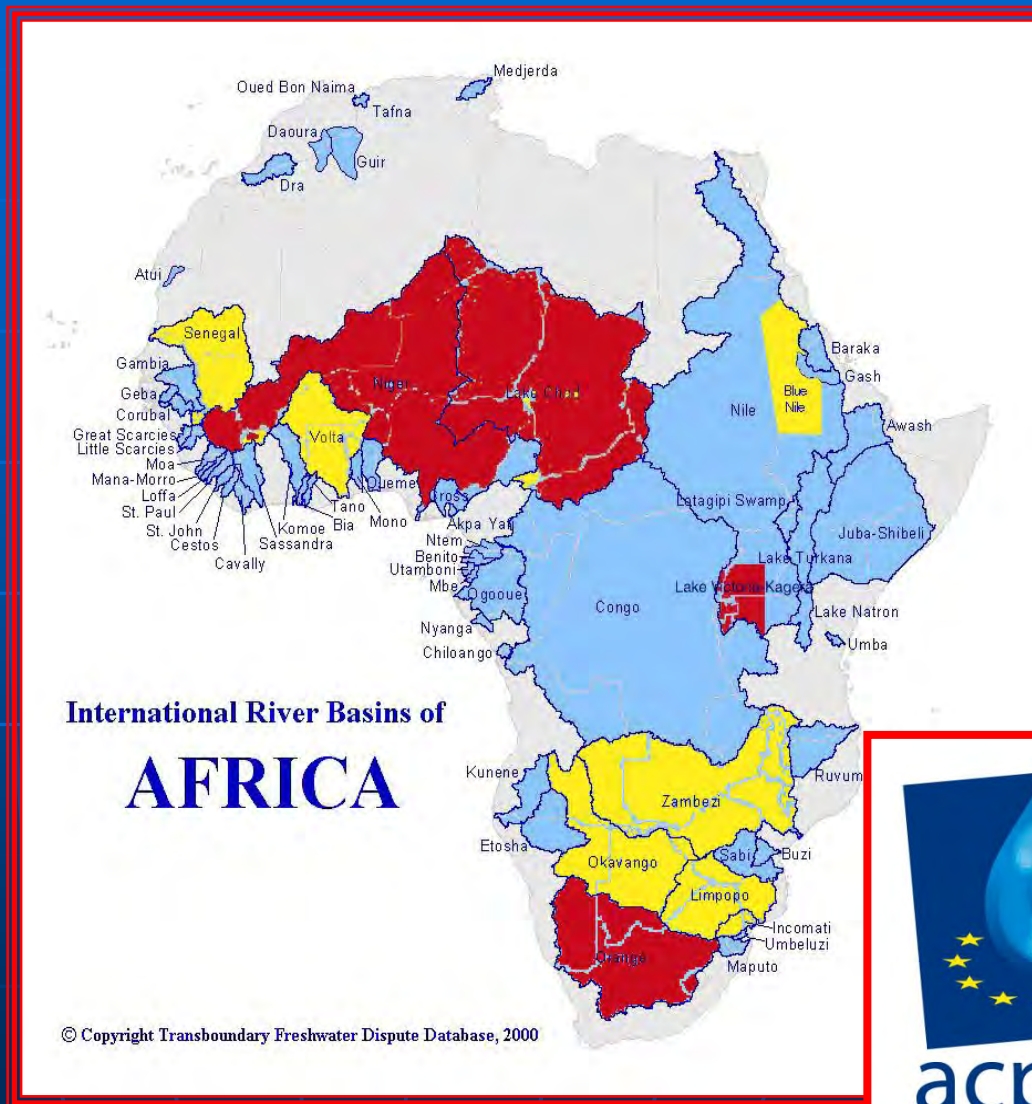 Medjerda
Oued Bon Naima
Tafna
Daoura
Guir
Dra
Atui
Senegal
Gambia
Geba
Corubal
Great Scarcies
Little Scarcies
Moa
Mana-Morro
Loffa
St. Paul
St. John
Cestos
Cavally
Sassandra
Komoe
Bia
Tano
Volta
Mono
Oueme
Niger
Lake Chad
Cross
Akpa Yafi
Ntem
Benito
Utamboni
Mbe
Ogooue
Nyanga
Chiloango
Congo
Nile
Blue
Nile
Baraka
Gash
Awash
Latagipi Swamp
Juba-Shibeli
Lake Turkana
Lake Victoria-Kagera
Lake Natron
Umba
International River Basins of
AFRICA
Kunene
Etosha
Zambezi
Ruvum
Okavango
Sabi
Buzi
Limpopo
Incomati
Umbeluzi
Maputo
Orange
© Copyright Transboundary Freshwater Dispute Database, 2000
acp